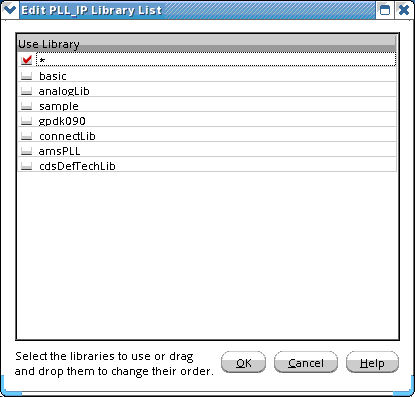 Edit PLL_IP Library List
Use Library
*
basic
analogLib
sample
gpdk090
connectLib
amsPLL
cdsDefTechLib
Select the libraries to use or drag
and drop them to change their order.
OK Cancel Help